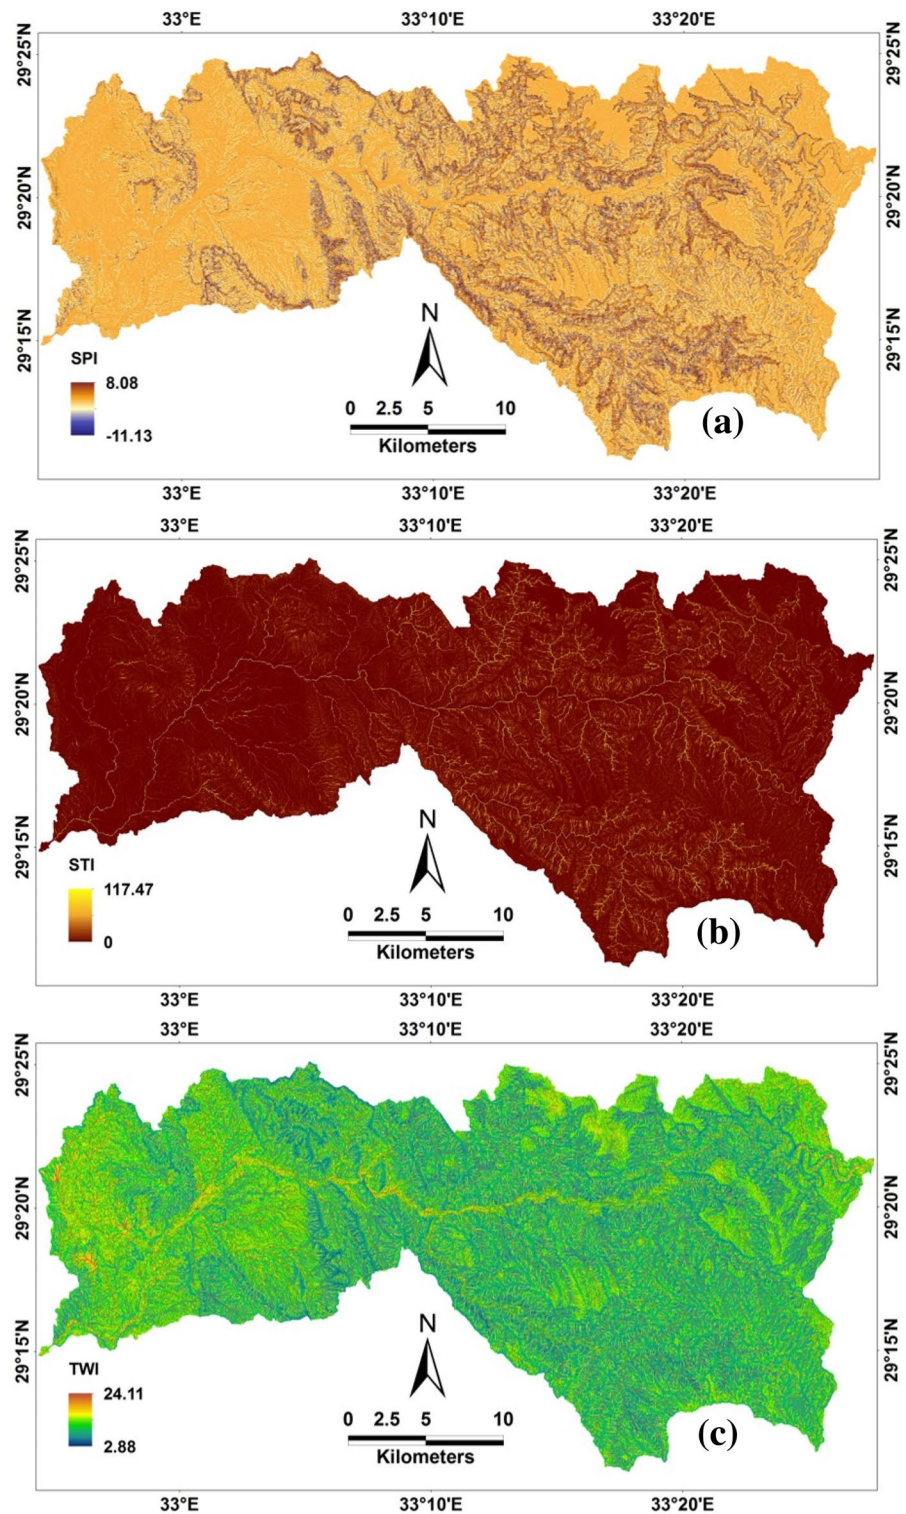 33°E 33°10'E 33°20'E
29°25'N 29°25'N
29°20'N 29°20'N
29°15'N 29°15'N
N
SPI
8.08
-11.13
0 2.5 5 10
Kilometers
(a)
33°E 33°10'E 33°20'E
33°E 33°10'E 33°20'E
29°25'N 29°25'N
29°20'N 29°20'N
29°15'N 29°15'N
N
STI
117.47
0
0 2.5 5 10
Kilometers
(b)
33°E 33°10'E 33°20'E
33°E 33°10'E 33°20'E
29°25'N 29°25'N
29°20'N 29°20'N
29°15'N 29°15'N
N
TWI
24.11
2.88
0 2.5 5 10
Kilometers
(c)
33°E 33°10'E 33°20'E